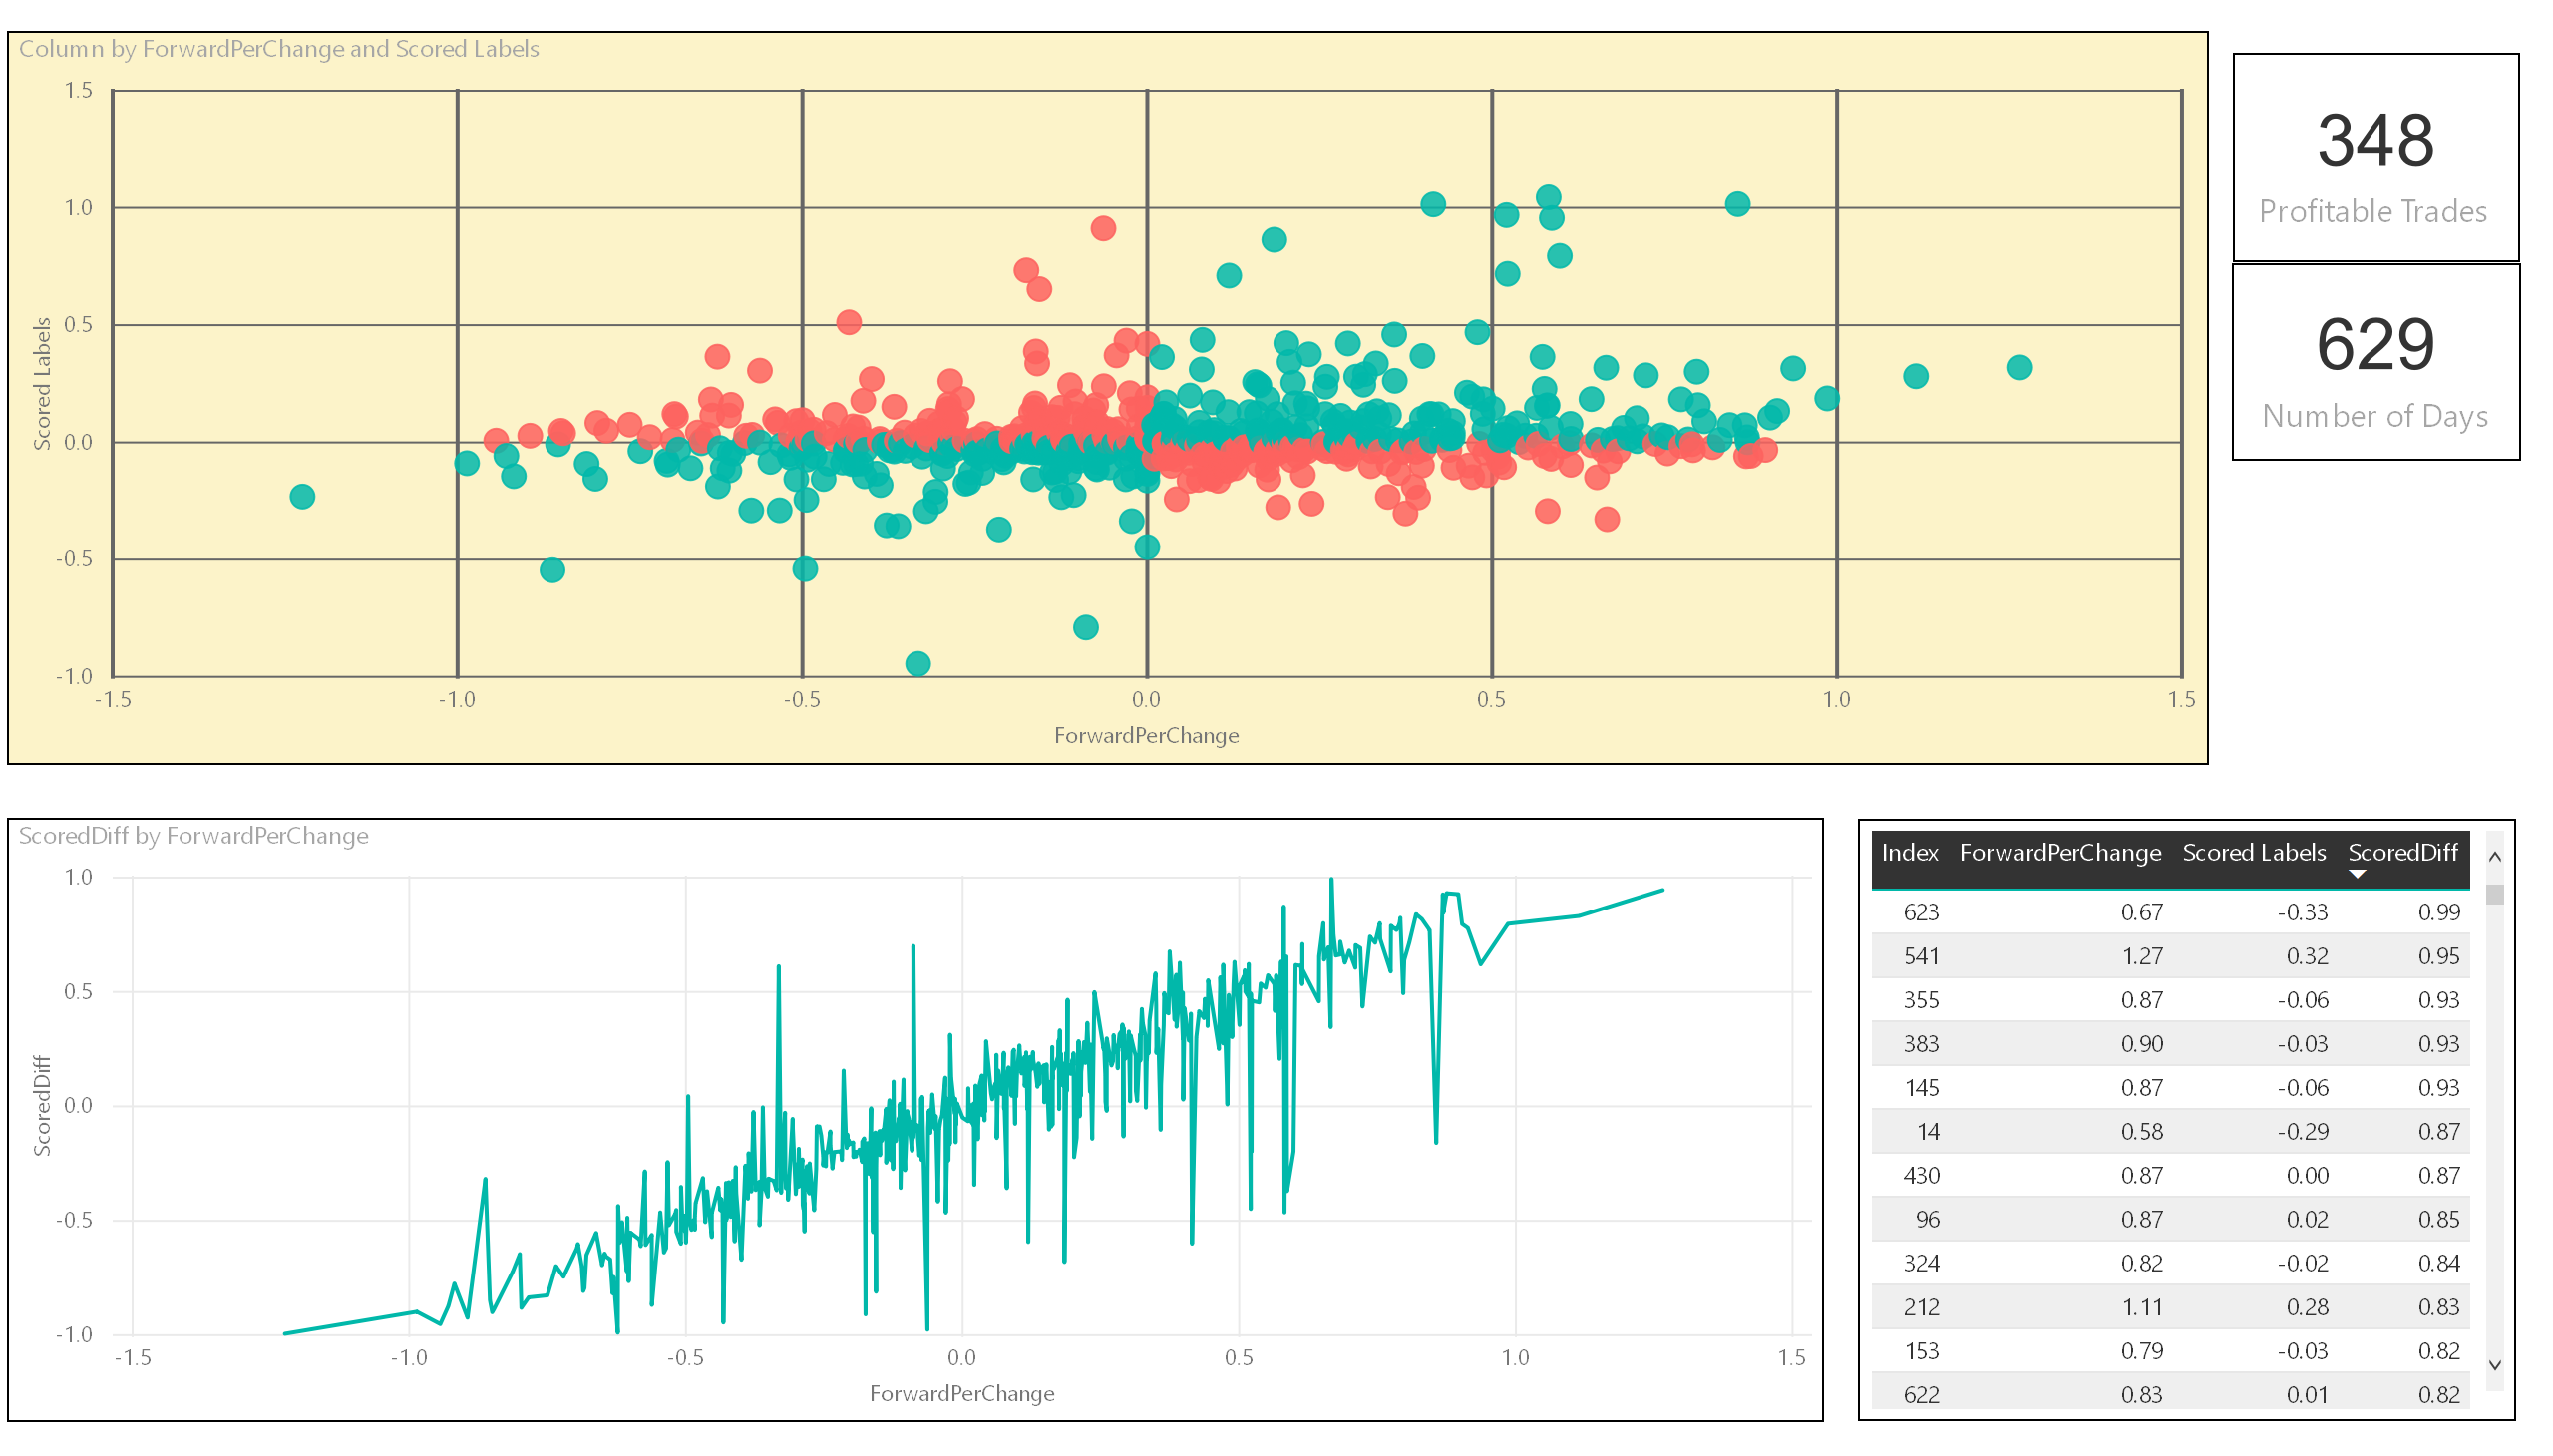 Column by ForwardPerChange and Scored Labels
1.5
1.0
0.5
0.0
-0.5
-1.0
Scored Labels
-1.5 -1.0 -0.5 0.0 0.5 1.0 1.5
ForwardPerChange
348
Profitable Trades
629
Number of Days
ScoredDiff by ForwardPerChange
1.0
0.5
0.0
-0.5
-1.0
ScoredDiff
-1.5 -1.0 -0.5 0.0 0.5 1.0 1.5
ForwardPerChange
Index ForwardPerChange Scored Labels ScoredDiff
623 0.67 -0.33 0.99
541 1.27 0.32 0.95
355 0.87 -0.06 0.93
383 0.90 -0.03 0.93
145 0.87 -0.06 0.93
14 0.58 -0.29 0.87
430 0.87 0.00 0.87
96 0.87 0.02 0.85
324 0.82 -0.02 0.84
212 1.11 0.28 0.83
153 0.79 -0.03 0.82
622 0.83 0.01 0.82